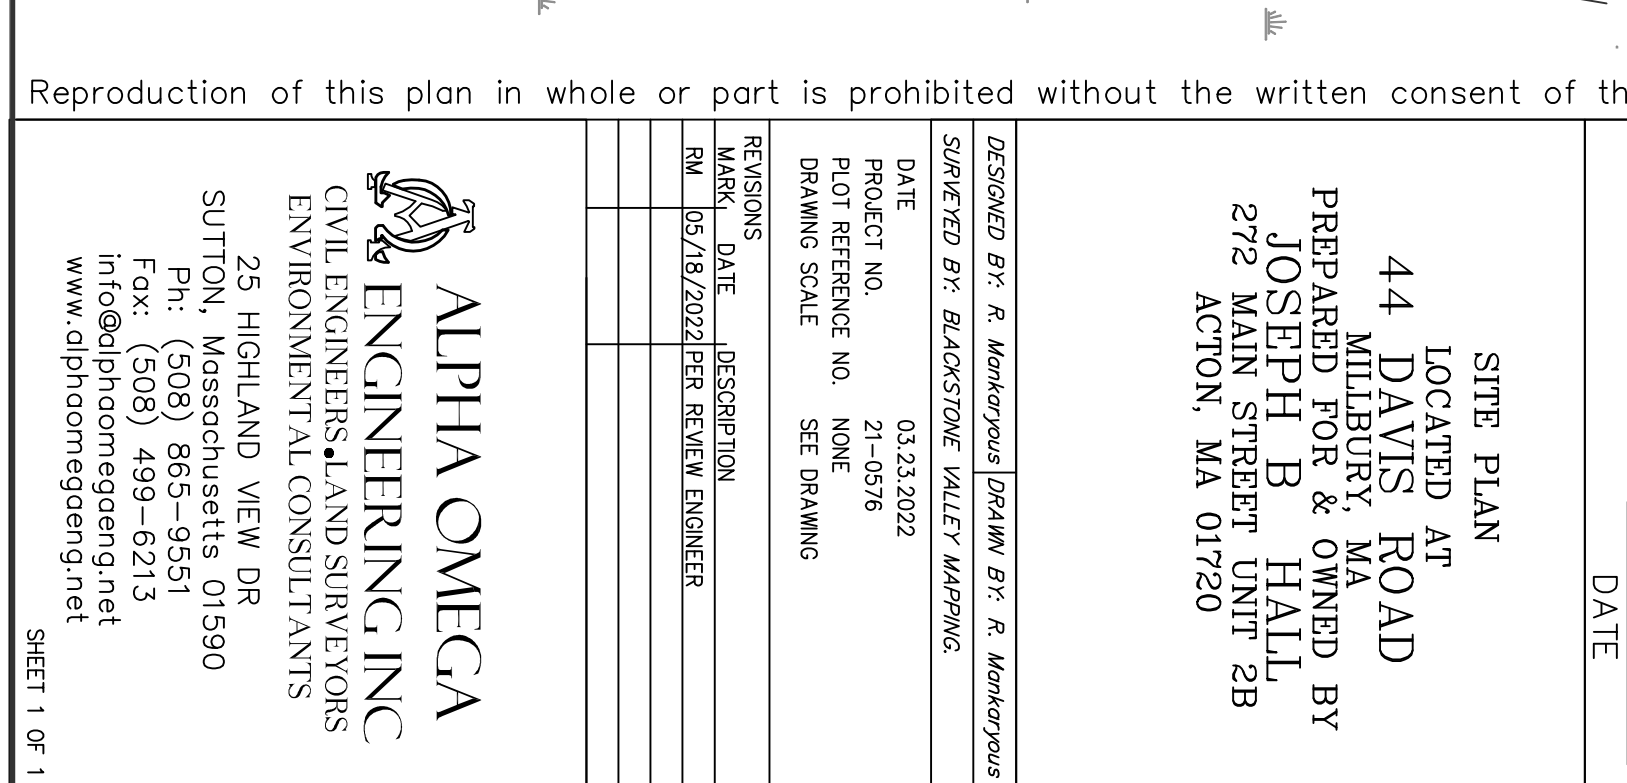 Reproduction of this plan in whole or part is prohibited without the written consent of th
DATE
SITE PLAN
LOCATED AT
44 DAVIS ROAD
MILLBURY, MA
PREPARED FOR & OWNED BY
JOSEPH B HALL
272 MAIN STREET UNIT 2B
ACTON, MA 01720
DESIGNED BY: R. Mankaryous DRAWN BY: R. Mankaryous
SURVEYED BY: BLACKSTONE VALLEY MAPPING.
DATE 03.23.2022
PROJECT NO. 21-0576
PLOT REFERENCE NO. NONE
DRAWING SCALE SEE DRAWING
REVISIONS
MARK DATE DESCRIPTION
RM 05/18/2022 PER REVIEW ENGINEER
ALPHA OMEGA
ENGINEERING INC
CIVIL ENGINEERS•LAND SURVEYORS
ENVIRONMENTAL CONSULTANTS
25 HIGHLAND VIEW DR
SUTTON, Massachusetts 01590
Ph: (508) 865-9551
Fax: (508) 499-6213
info@alphaomegaeng.net
www.alphaomegaeng.net
SHEET 1 OF 1